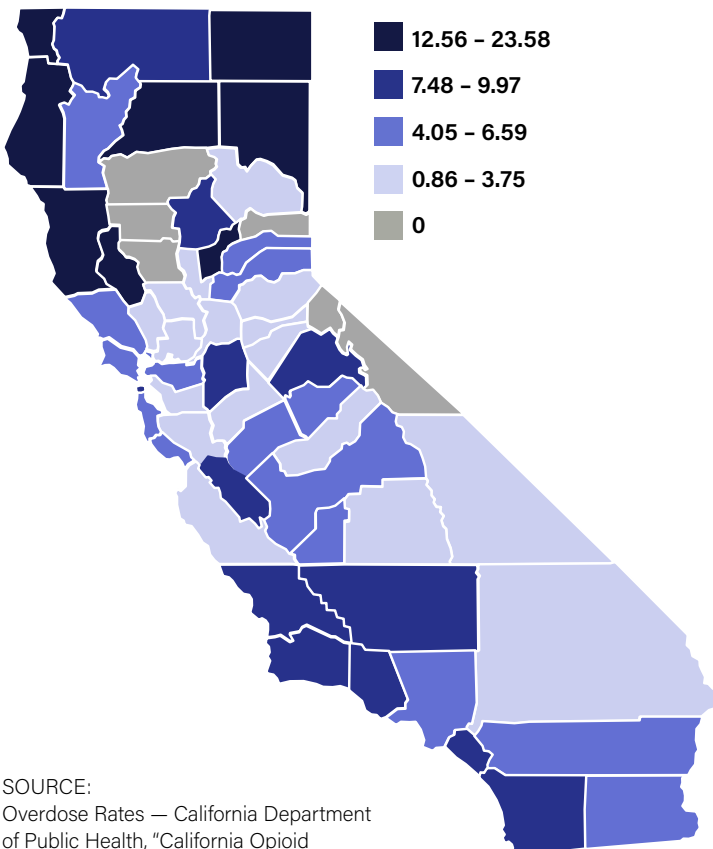 12.56 – 23.58
7.48 – 9.97
4.05 – 6.59
0.86 – 3.75
0
SOURCE:
Overdose Rates — California Department
of Public Health, “California Opioid